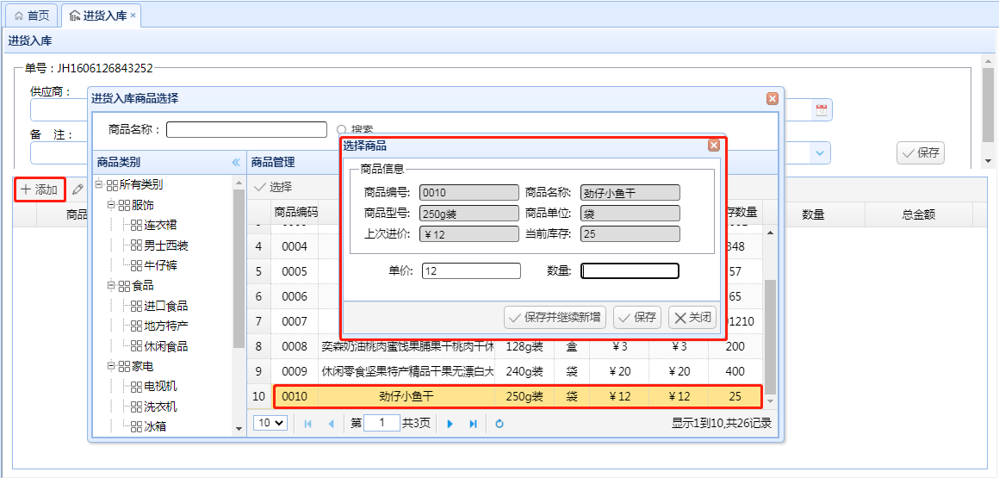 首页 进货入库
进货入库
单号：JH1606126843252
供应商：
备 注：
保存
添加
商品
数量 总金额
进货入库商品选择
商品名称： 搜索
商品类别 商品管理
所有类别
服饰
连衣裙
男士西装
牛仔裤
食品
进口食品
地方特产
休闲食品
家电
电视机
洗衣机
冰箱
选择
商品编码 存数量
4 0004 348
5 0005 57
6 0006 65
7 0007 1210
8 0008 奕森奶油桃肉蜜饯果脯果干桃肉干休 128g装 盒 ￥3 ￥3 200
9 0009 休闲零食坚果特产精品干果无漂白大 240g装 袋 ￥20 ￥20 400
10 0010 劲仔小鱼干 250g装 袋 ￥12 ￥12 25
10 第 1 共3页 显示1到10,共26记录
选择商品
商品信息
商品编号: 0010 商品名称: 劲仔小鱼干
商品型号: 250g装 商品单位: 袋
上次进价: ￥12 当前库存: 25
单价: 12 数量:
保存并继续新增 保存 关闭